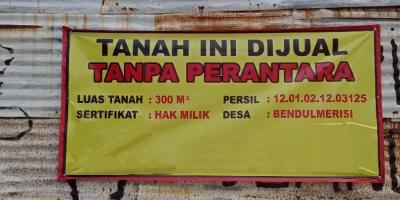 TANAH INI DIJUAL
TANPA PERANTARA
LUAS TANAH : 300 M² PERSIL : 12.01.02.12.03125
SERTIFIKAT : HAK MILIK DESA : BENDULMERISI